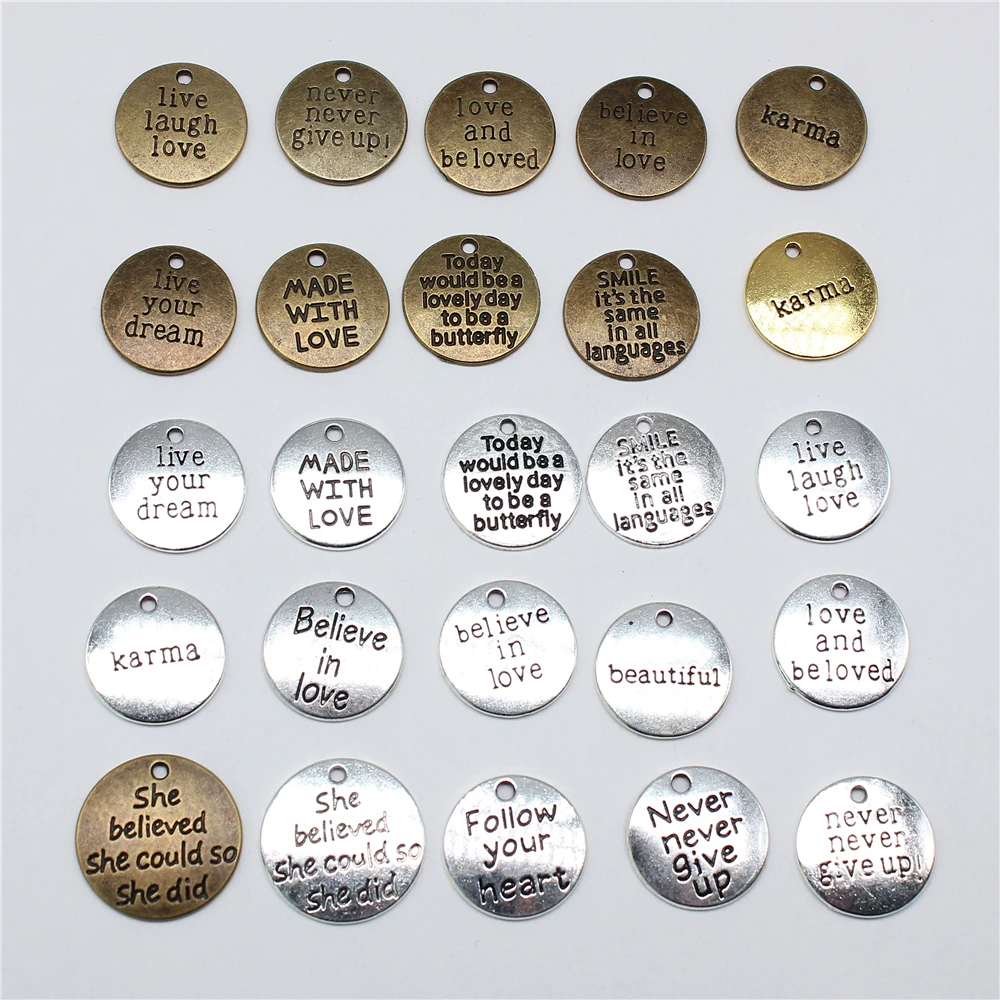 live
laugh
love
never
never
give up!
love
and
be loved
believe
in
love
karma
live
your
dream
MADE
WITH
LOVE
Today
would be a
lovely day
to be a
butterfly
SMILE
it's the
same
in all
languages
karma
live
your
dream
MADE
WITH
LOVE
Today
would be a
lovely day
to be a
butterfly
SMILE
it's the
same
in all
languages
live
laugh
love
karma
Believe
in
love
believe
in
love
beautiful
love
and
be loved
She
believed
she could so
she did
She
believed
she could so
she did
Follow
your
heart
Never
never
give
up
never
never
give up!